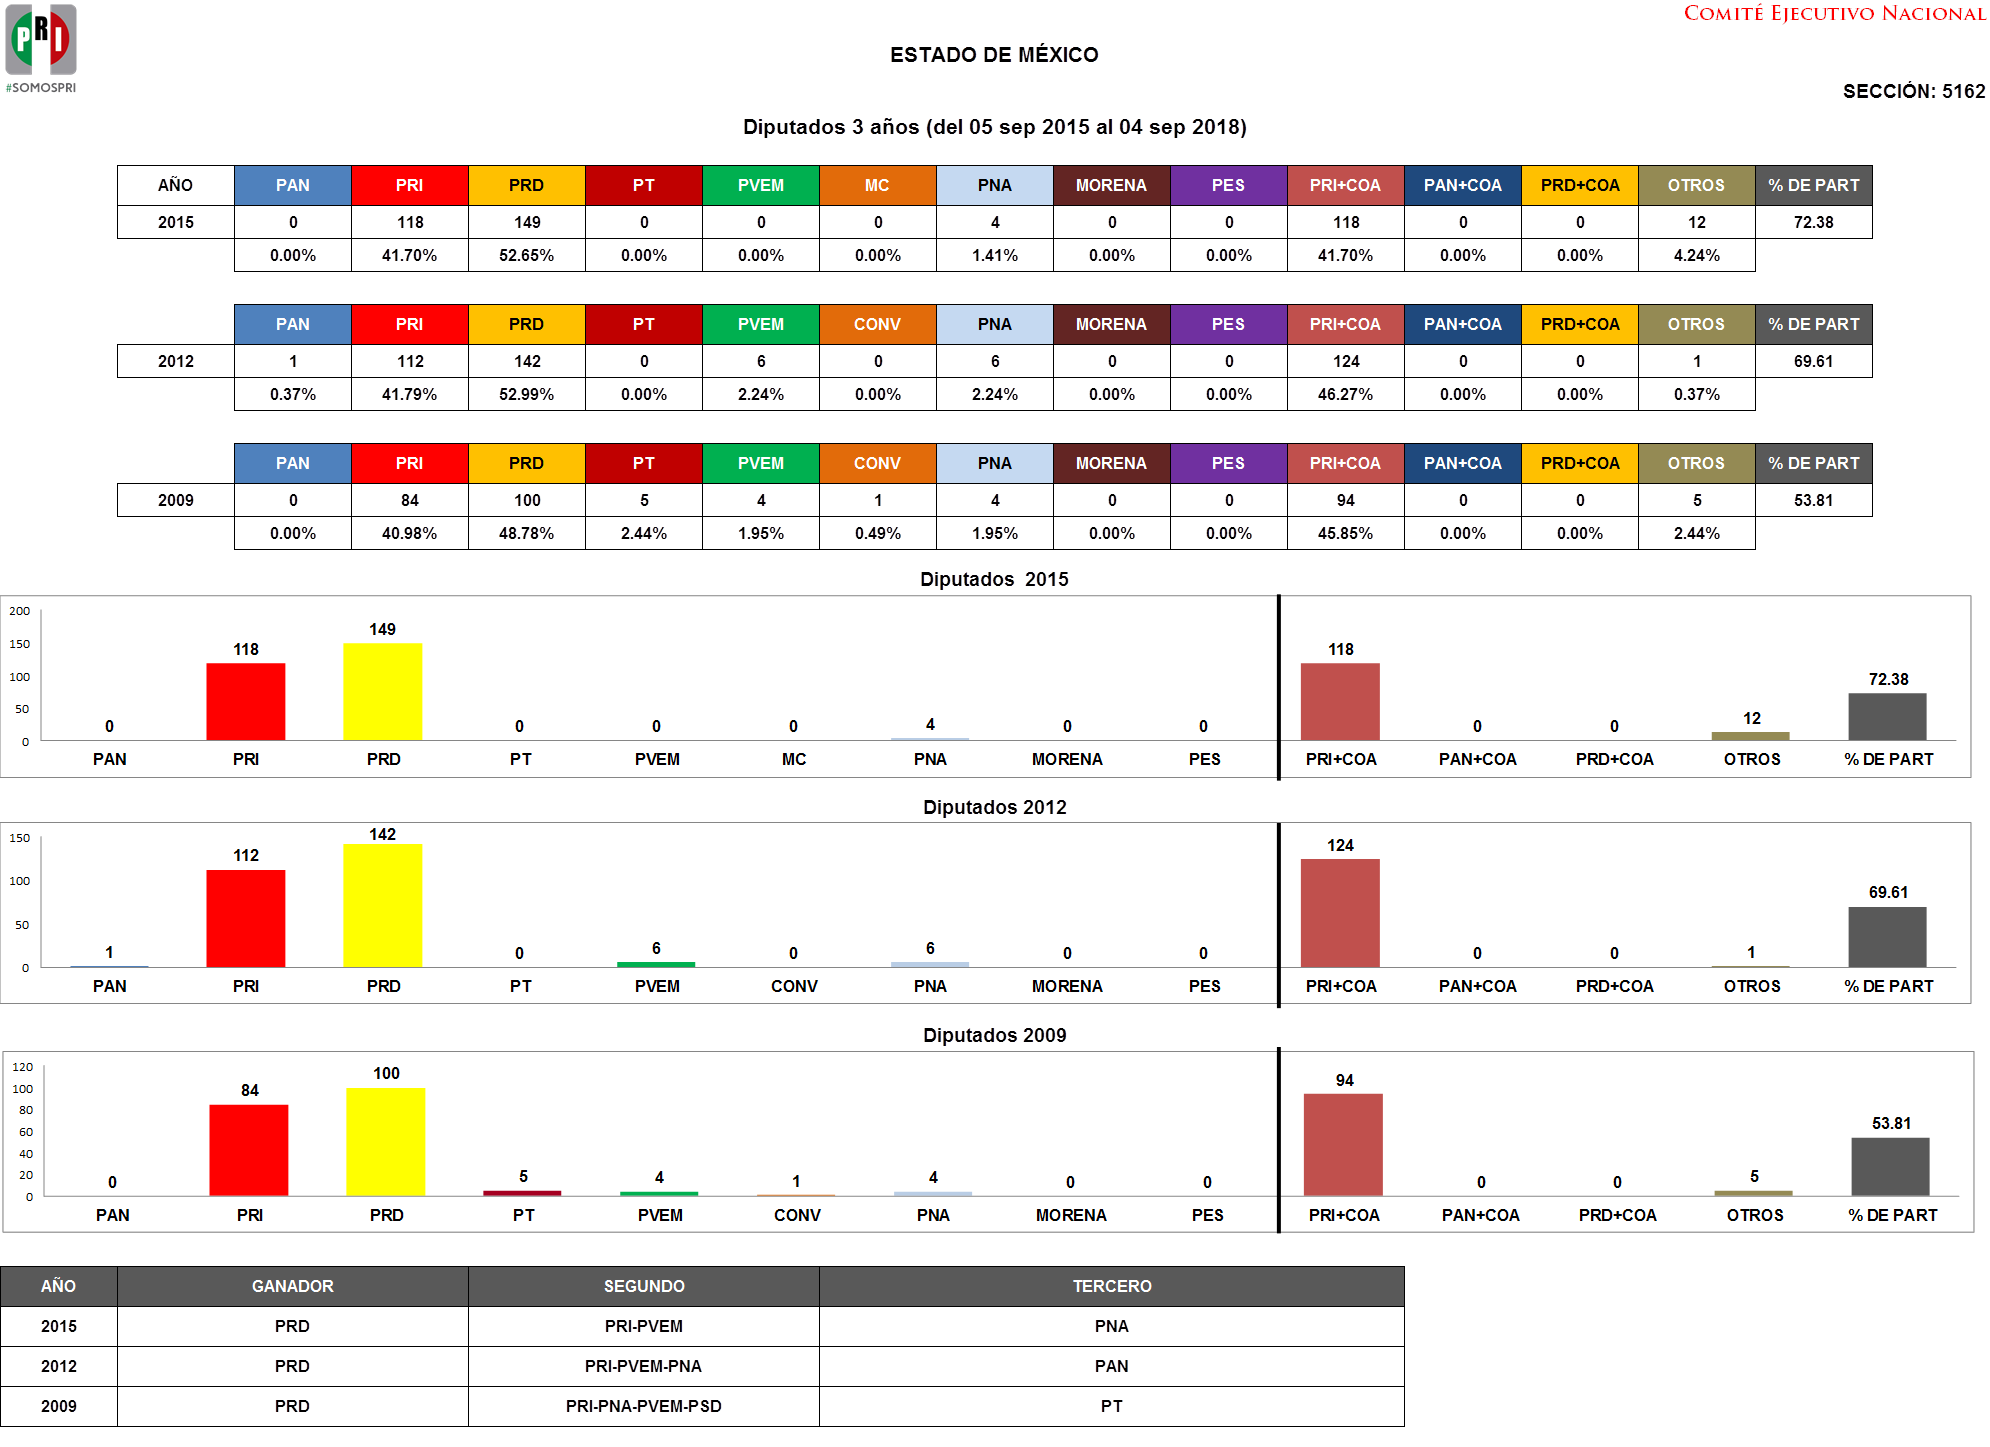 PRI
#SOMOSPRI
COMITÉ EJECUTIVO NACIONAL
ESTADO DE MÉXICO
SECCIÓN: 5162
Diputados 3 años (del 05 sep 2015 al 04 sep 2018)
AÑO PAN PRI PRD PT PVEM MC PNA MORENA PES PRI+COA PAN+COA PRD+COA OTROS % DE PART
2015 0 118 149 0 0 0 4 0 0 118 0 0 12 72.38
0.00% 41.70% 52.65% 0.00% 0.00% 0.00% 1.41% 0.00% 0.00% 41.70% 0.00% 0.00% 4.24%
PAN PRI PRD PT PVEM CONV PNA MORENA PES PRI+COA PAN+COA PRD+COA OTROS % DE PART
2012 1 112 142 0 6 0 6 0 0 124 0 0 1 69.61
0.37% 41.79% 52.99% 0.00% 2.24% 0.00% 2.24% 0.00% 0.00% 46.27% 0.00% 0.00% 0.37%
PAN PRI PRD PT PVEM CONV PNA MORENA PES PRI+COA PAN+COA PRD+COA OTROS % DE PART
2009 0 84 100 5 4 1 4 0 0 94 0 0 5 53.81
0.00% 40.98% 48.78% 2.44% 1.95% 0.49% 1.95% 0.00% 0.00% 45.85% 0.00% 0.00% 2.44%
Diputados 2015
200
150
100
50
0
0 118 149 0 0 0 4 0 0 118 0 0 12 72.38
PAN PRI PRD PT PVEM MC PNA MORENA PES PRI+COA PAN+COA PRD+COA OTROS % DE PART
Diputados 2012
150
100
50
0
1 112 142 0 6 0 6 0 0 124 0 0 1 69.61
PAN PRI PRD PT PVEM CONV PNA MORENA PES PRI+COA PAN+COA PRD+COA OTROS % DE PART
Diputados 2009
120
100
80
60
40
20
0
0 84 100 5 4 1 4 0 0 94 0 0 5 53.81
PAN PRI PRD PT PVEM CONV PNA MORENA PES PRI+COA PAN+COA PRD+COA OTROS % DE PART
AÑO GANADOR SEGUNDO TERCERO
2015 PRD PRI-PVEM PNA
2012 PRD PRI-PVEM-PNA PAN
2009 PRD PRI-PNA-PVEM-PSD PT